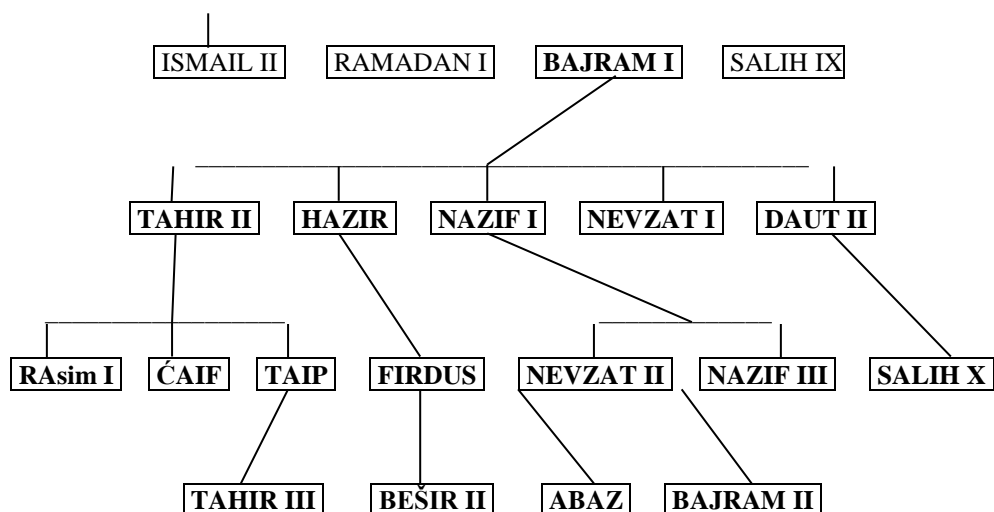 ISMAIL II RAMADAN I BAJRAM I SALIH IX
TAHIR II HAZIR NAZIF I NEVZAT I DAUT II
RAsim I ĆAIF TAIP FIRDUS NEVZAT II NAZIF III SALIH X
TAHIR III BEŠIR II ABAZ BAJRAM II